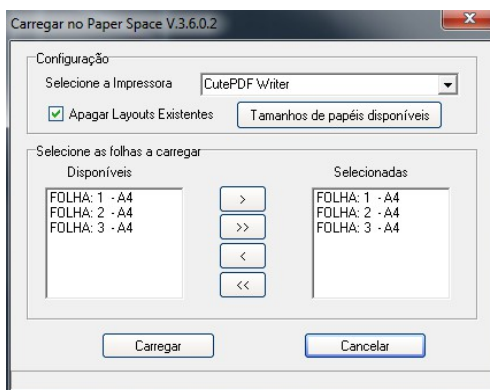 Carregar no Paper Space V.3.6.0.2
Configuração
Selecione a Impressora CutePDF Writer
Apagar Layouts Existentes Tamanhos de papéis disponíveis
Selecione as folhas a carregar
Disponíveis Selecionadas
FOLHA: 1 - A4 > FOLHA: 1 - A4
FOLHA: 2 - A4 FOLHA: 2 - A4
FOLHA: 3 - A4 >> FOLHA: 3 - A4
<
<<
Carregar Cancelar